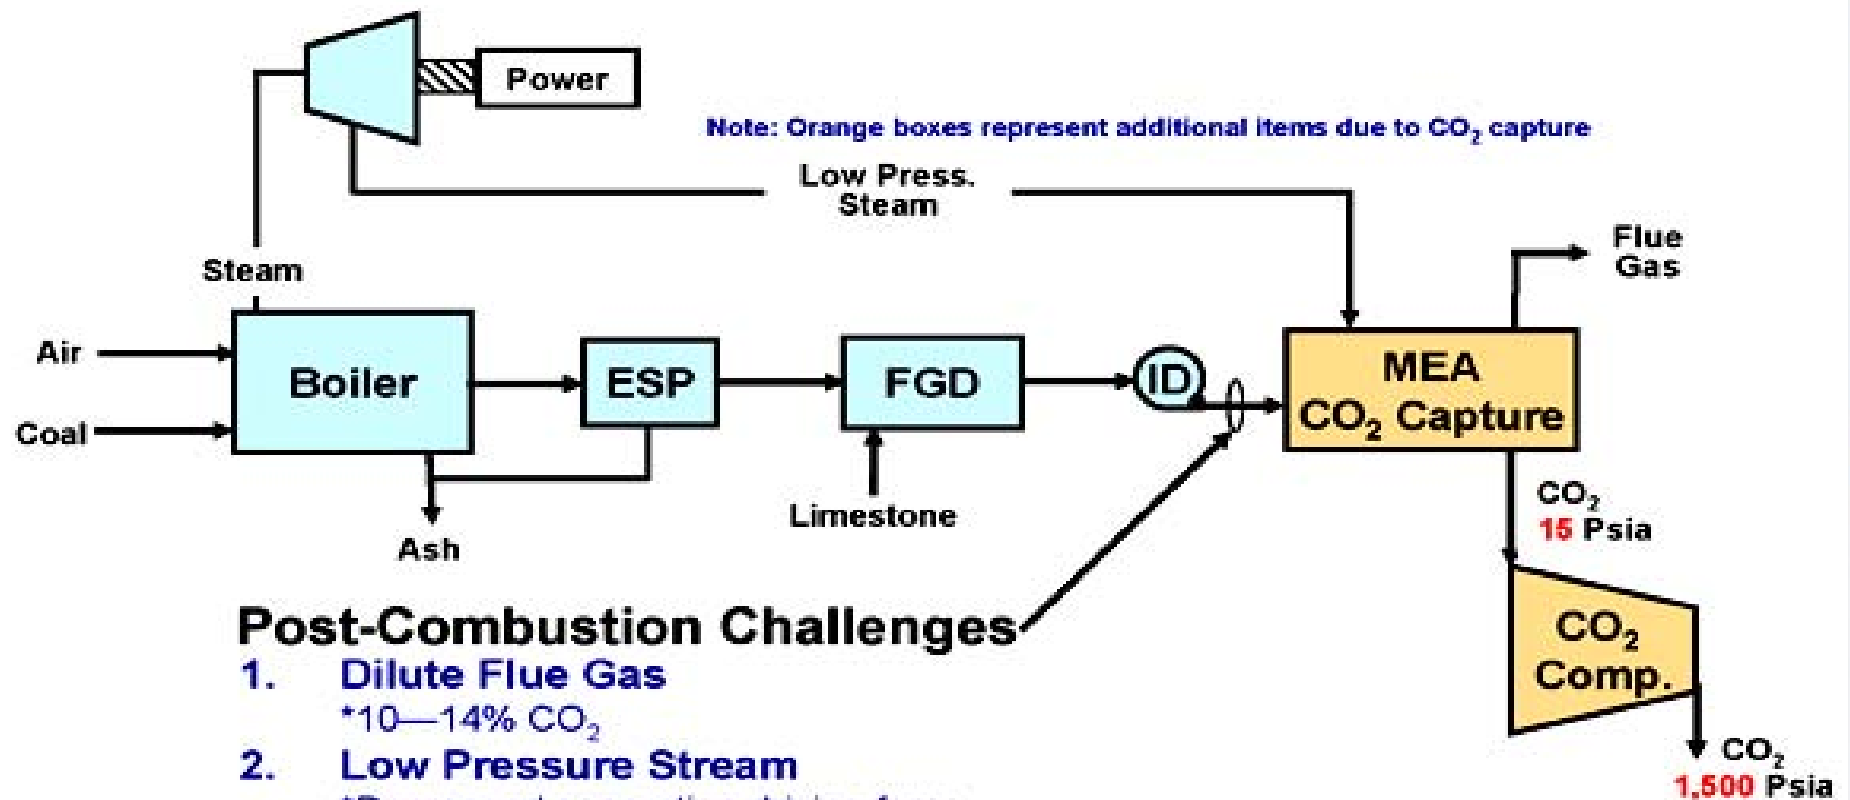 Power
Note: Orange boxes represent additional items due to CO₂ capture
Low Press.
Steam
Flue
Gas
Steam
Air
Coal
Boiler
ESP
FGD
ID
MEA
CO₂ Capture
CO₂
15 Psia
Limestone
Ash
Post-Combustion Challenges
1. Dilute Flue Gas
*10—14% CO₂
2. Low Pressure Stream
CO₂
Comp.
CO₂
1,500 Psia